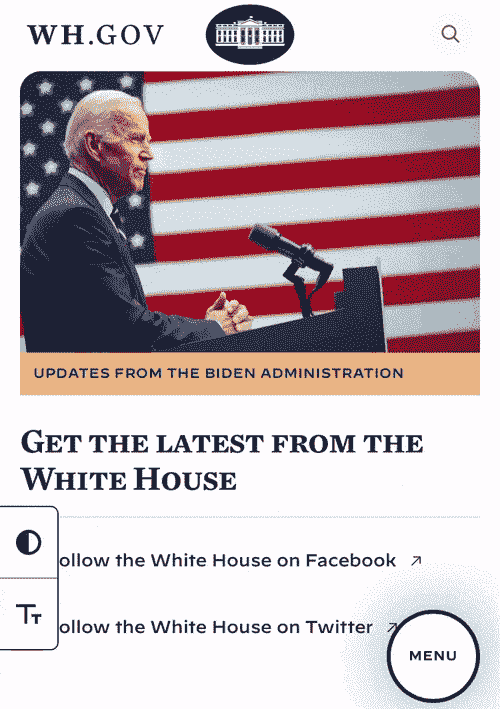 WH.GOV
UPDATES FROM THE BIDEN ADMINISTRATION
GET THE LATEST FROM THE
WHITE HOUSE
ollow the White House on Facebook
TT
ollow the White House on Twitter
MENU